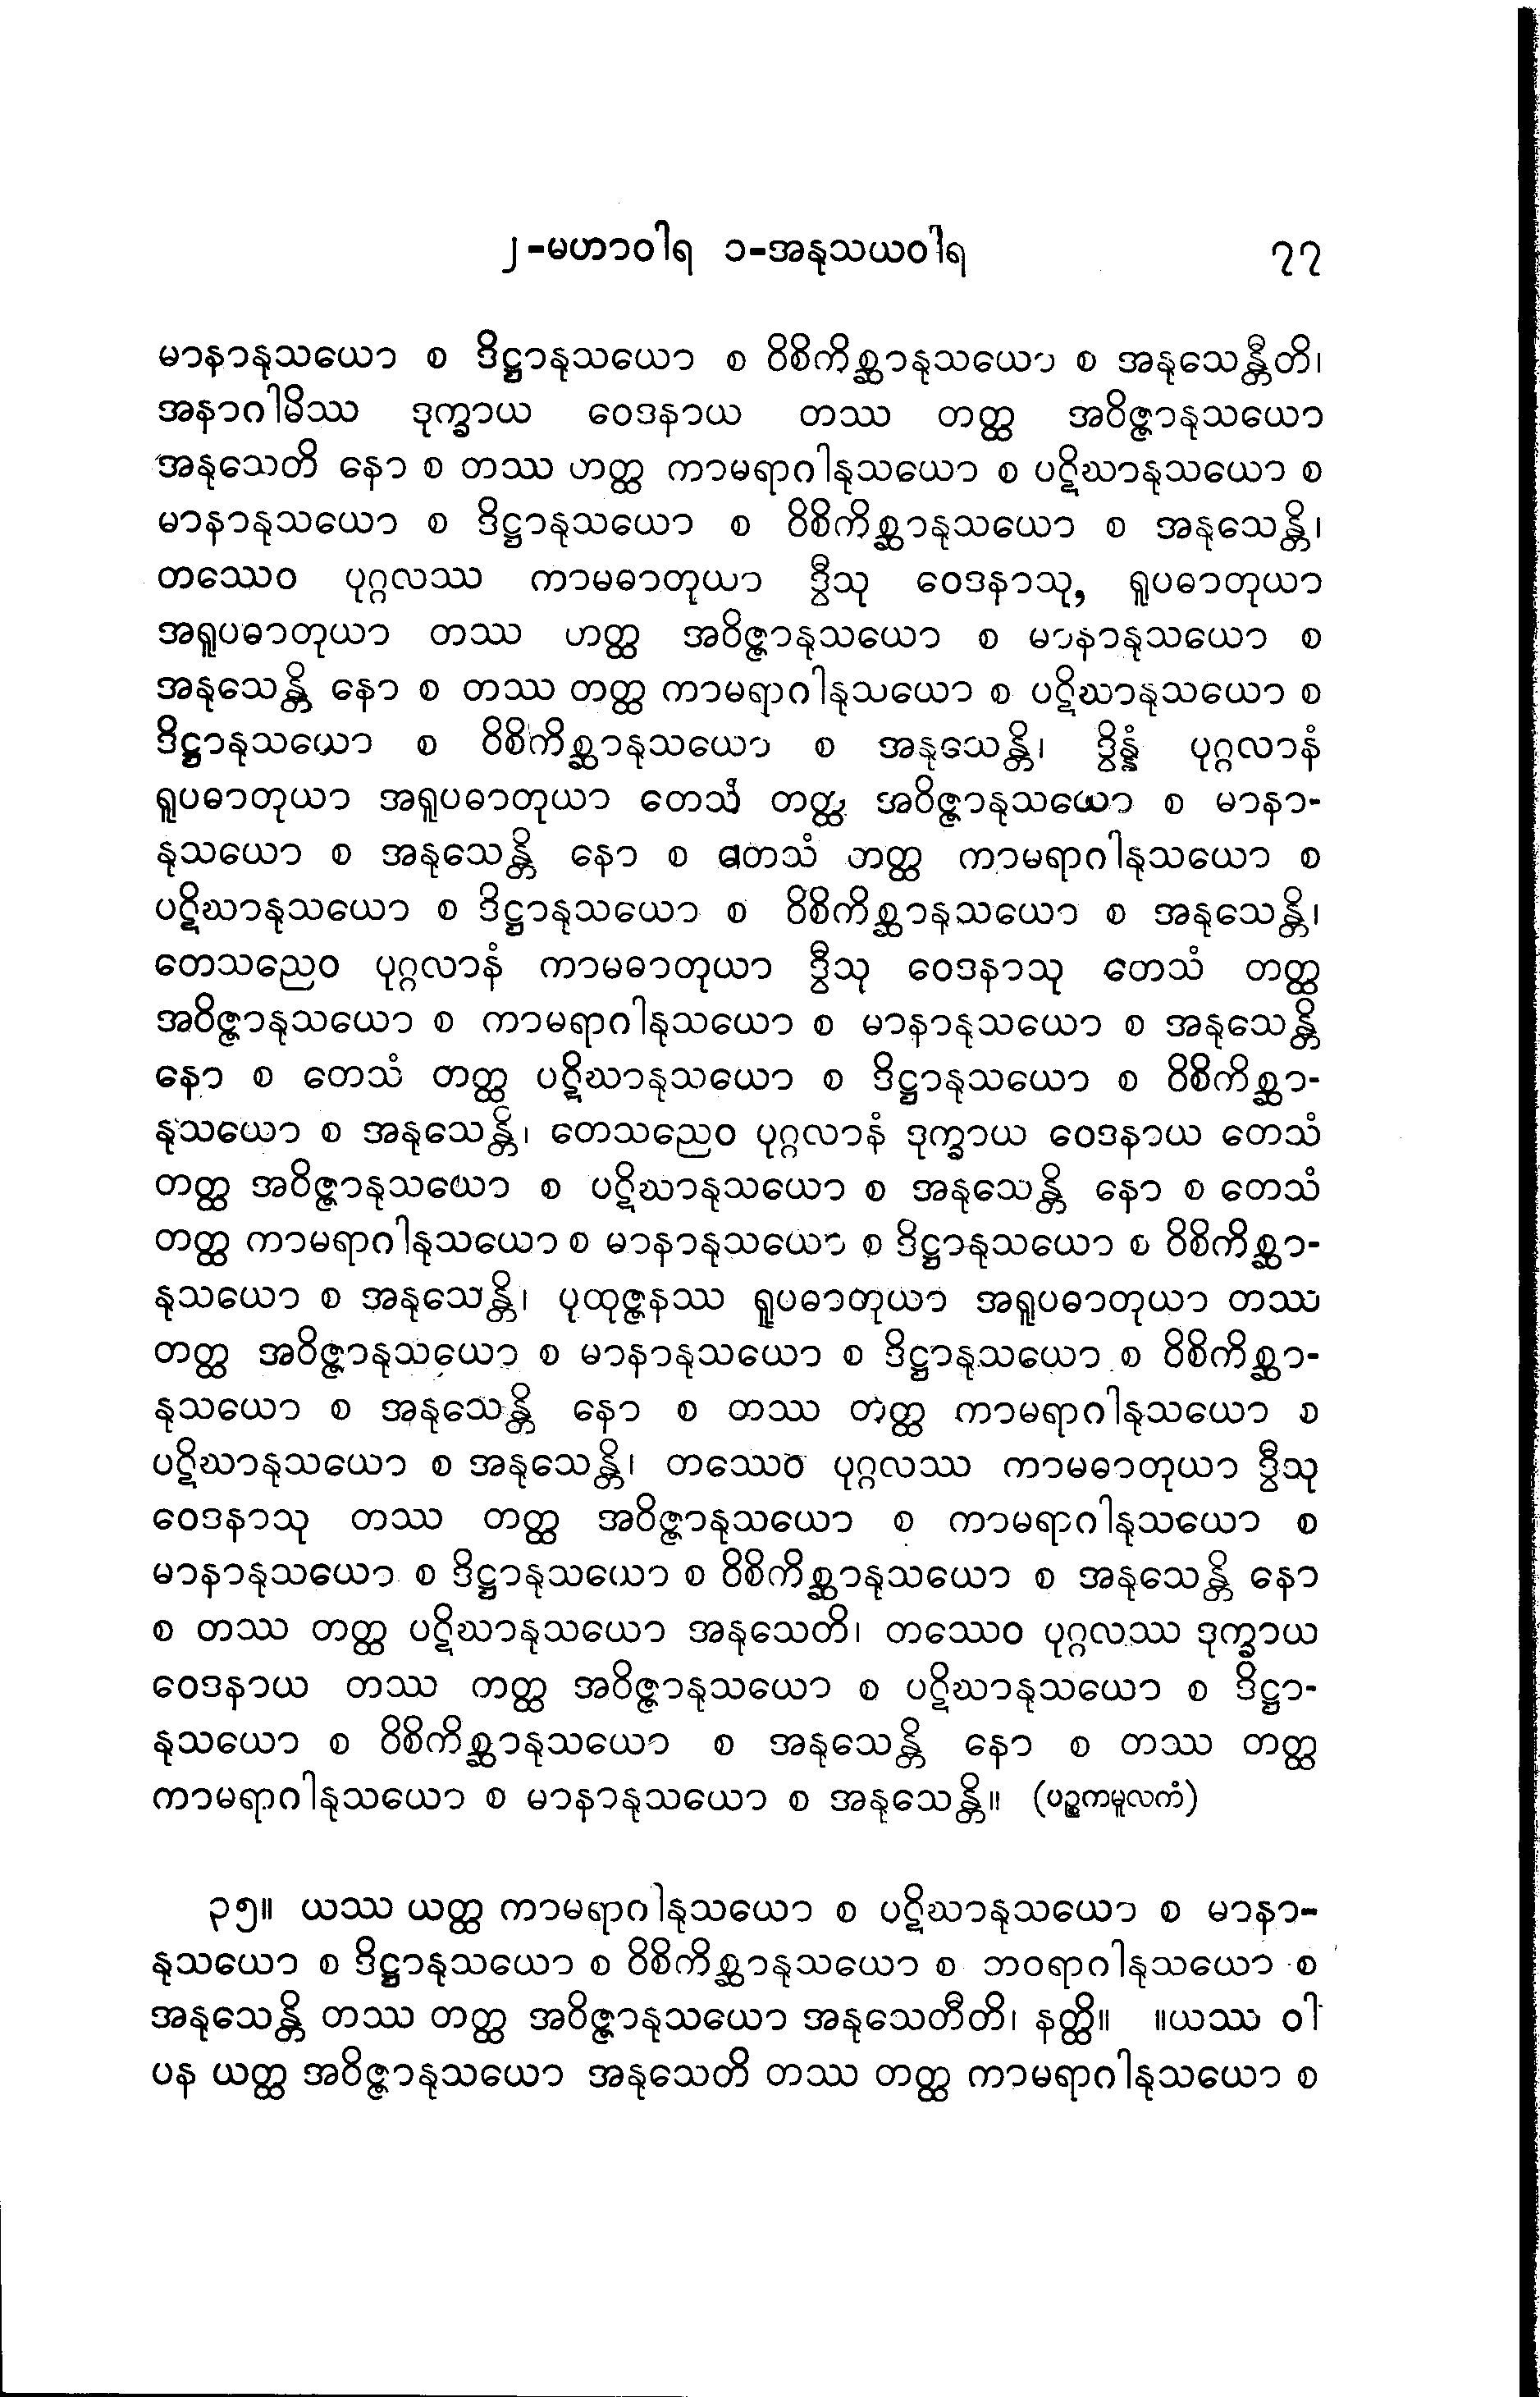 ၂-မဟာဝါရ ၁-အနုသယဝါရ ၇၇
မာနာနုသယော စ ဒိဋ္ဌာနုသယော စ ဝိစိကိစ္ဆာနုသယော စ အနုသေန္တီတိ၊
အနာဂါမိဿ ဒုက္ခာယ ဝေဒနာယ တဿ တတ္ထ အဝိဇ္ဇာနုသယော
အနုသေတိ နော စ တဿ တတ္ထ ကာမရာဂါနုသယော စ ပဋိဃာနုသယော စ
မာနာနုသယော စ ဒိဋ္ဌာနုသယော စ ဝိစိကိစ္ဆာနုသယော စ အနုသေန္တိ၊
တဿေဝ ပုဂ္ဂလဿ ကာမဓာတုယာ ဒွီသု ဝေဒနာသု, ရူပဓာတုယာ
အရူပဓာတုယာ တဿ တတ္ထ အဝိဇ္ဇာနုသယော စ မာနာနုသယော စ
အနုသေန္တိ နော စ တဿ တတ္ထ ကာမရာဂါနုသယော စ ပဋိဃာနုသယော စ
ဒိဋ္ဌာနုသယော စ ဝိစိကိစ္ဆာနုသယော စ အနုသေန္တိ၊ ဒွိန္နံ ပုဂ္ဂလာနံ
ရူပဓာတုယာ အရူပဓာတုယာ တေသံ တတ္ထ အဝိဇ္ဇာနုသယော စ မာနာ-
နုသယော စ အနုသေန္တိ နော စ တေသံ တတ္ထ ကာမရာဂါနုသယော စ
ပဋိဃာနုသယော စ ဒိဋ္ဌာနုသယော စ ဝိစိကိစ္ဆာနုသယော စ အနုသေန္တိ၊
တေသညေဝ ပုဂ္ဂလာနံ ကာမဓာတုယာ ဒွီသု ဝေဒနာသု တေသံ တတ္ထ
အဝိဇ္ဇာနုသယော စ ကာမရာဂါနုသယော စ မာနာနုသယော စ အနုသေန္တိ
နော စ တေသံ တတ္ထ ပဋိဃာနုသယော စ ဒိဋ္ဌာနုသယော စ ဝိစိကိစ္ဆာ-
နုသယော စ အနုသေန္တိ၊ တေသညေဝ ပုဂ္ဂလာနံ ဒုက္ခာယ ဝေဒနာယ တေသံ
တတ္ထ အဝိဇ္ဇာနုသယော စ ပဋိဃာနုသယော စ အနုသေန္တိ နော စ တေသံ
တတ္ထ ကာမရာဂါနုသယော စ မာနာနုသယော စ ဒိဋ္ဌာနုသယော စ ဝိစိကိစ္ဆာ-
နုသယော စ အနုသေန္တိ၊ ပုထုဇ္ဇနဿ ရူပဓာတုယာ အရူပဓာတုယာ တဿ
တတ္ထ အဝိဇ္ဇာနုသယော စ မာနာနုသယော စ ဒိဋ္ဌာနုသယော စ ဝိစိကိစ္ဆာ-
နုသယော စ အနုသေန္တိ နော စ တဿ တတ္ထ ကာမရာဂါနုသယော စ
ပဋိဃာနုသယော စ အနုသေန္တိ၊ တဿေဝ ပုဂ္ဂလဿ ကာမဓာတုယာ ဒွီသု
ဝေဒနာသု တဿ တတ္ထ အဝိဇ္ဇာနုသယော စ ကာမရာဂါနုသယော စ
မာနာနုသယော စ ဒိဋ္ဌာနုသယော စ ဝိစိကိစ္ဆာနုသယော စ အနုသေန္တိ နော
စ တဿ တတ္ထ ပဋိဃာနုသယော အနုသေတိ၊ တဿေဝ ပုဂ္ဂလဿ ဒုက္ခာယ
ဝေဒနာယ တဿ တတ္ထ အဝိဇ္ဇာနုသယော စ ပဋိဃာနုသယော စ ဒိဋ္ဌာ-
နုသယော စ ဝိစိကိစ္ဆာနုသယော စ အနုသေန္တိ နော စ တဿ တတ္ထ
ကာမရာဂါနုသယော စ မာနာနုသယော စ အနုသေန္တိ။ (ပဉ္စကမူလကံ)
၃၅။ ယဿ ယတ္ထ ကာမရာဂါနုသယော စ ပဋိဃာနုသယော စ မာနာ-
နုသယော စ ဒိဋ္ဌာနုသယော စ ဝိစိကိစ္ဆာနုသယော စ ဘဝရာဂါနုသယော စ
အနုသေန္တိ တဿ တတ္ထ အဝိဇ္ဇာနုသယော အနုသေတီတိ၊ နတ္ထိ။ ။ယဿ ဝါ
ပန ယတ္ထ အဝိဇ္ဇာနုသယော အနုသေတိ တဿ တတ္ထ ကာမရာဂါနုသယော စ